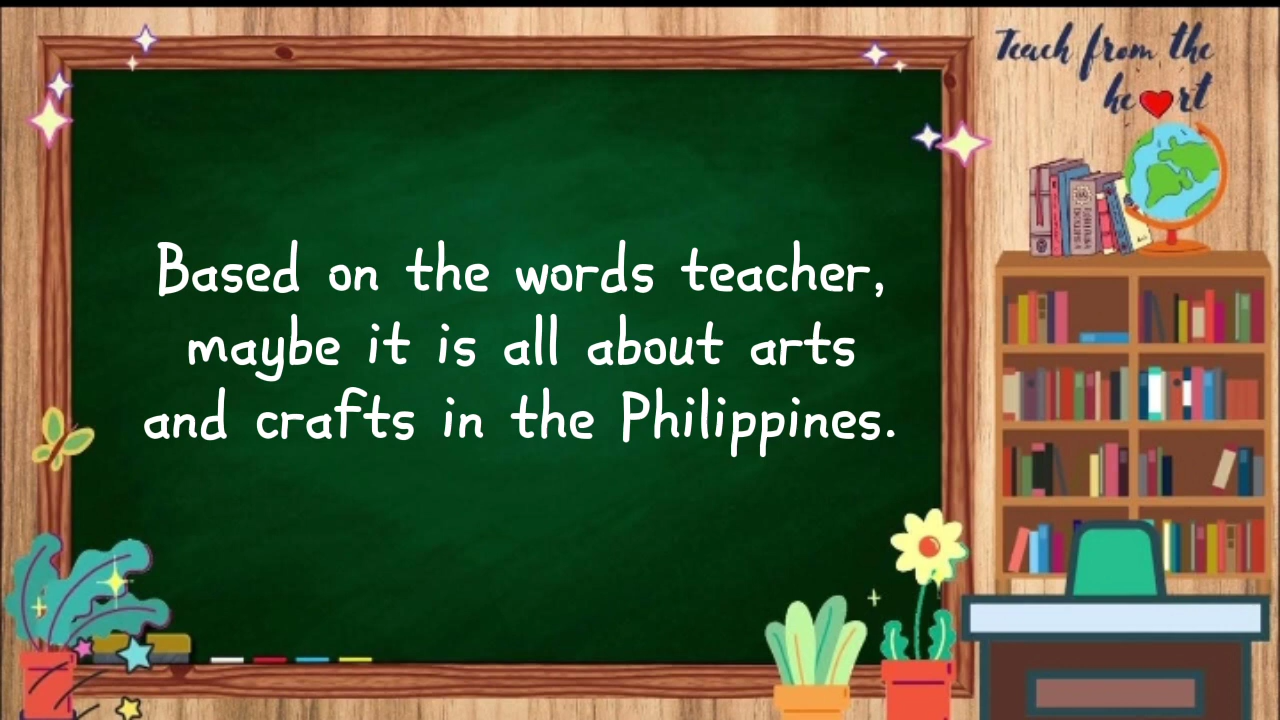 Teach from the
heart
Based on the words teacher,
maybe it is all about arts
and crafts in the Philippines.